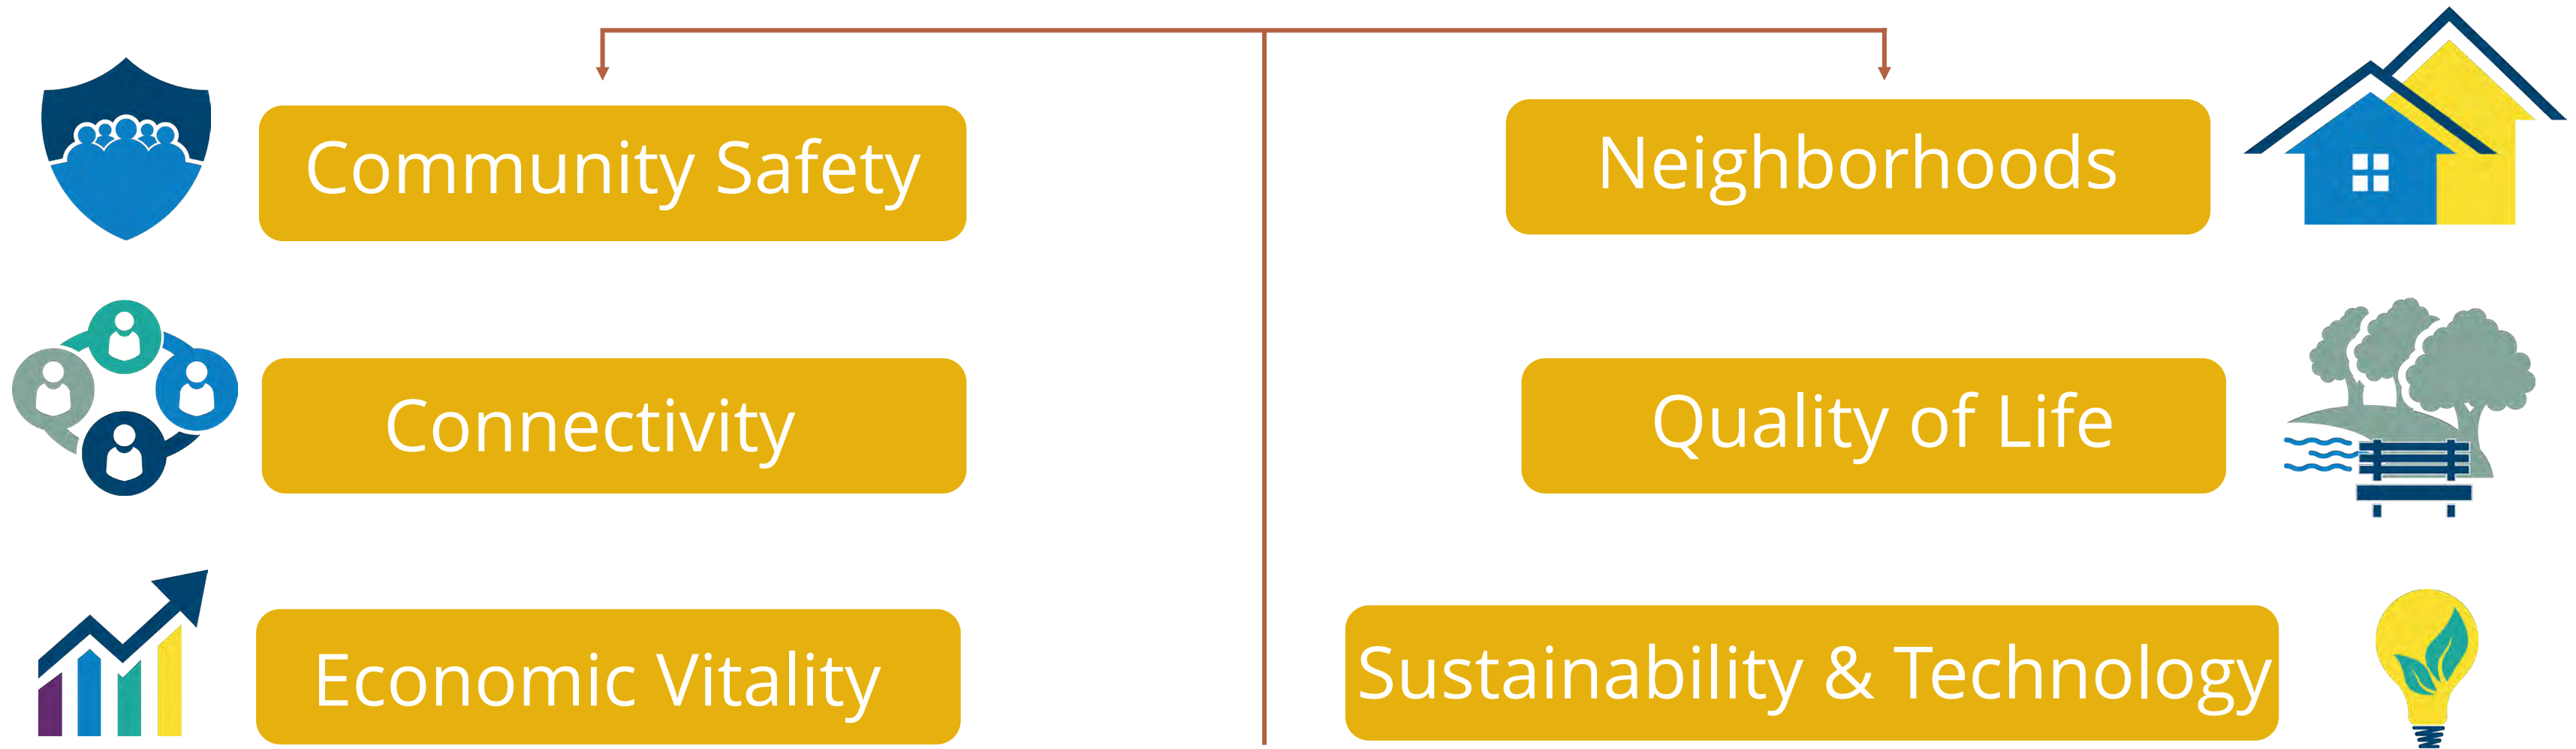 Community Safety
Connectivity
Economic Vitality
Neighborhoods
Quality of Life
Sustainability & Technology